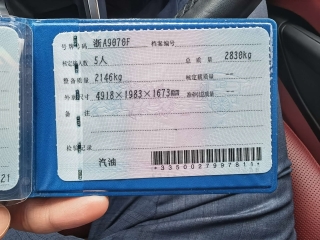 号牌号码 浙A9070F 档案编号
核定载人数 5人 总质量 2830kg
整备质量 2146kg 核定载质量 --
外廓尺寸 4918×1983×1673mm 准牵引总质量 --
备注
检验记录
汽油
*3350027997611*
21